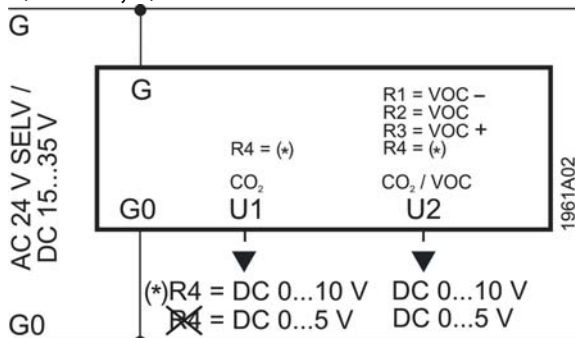 G
G
AC 24 V SELV /
DC 15...35 V
R1 = VOC –
R2 = VOC
R3 = VOC +
R4 = (*)
R4 = (*)
CO₂
CO₂ / VOC
G0
U1
U2
1961A02
(*)R4 = DC 0...10 V
DC 0...10 V
R4 = DC 0...5 V
DC 0...5 V
G0